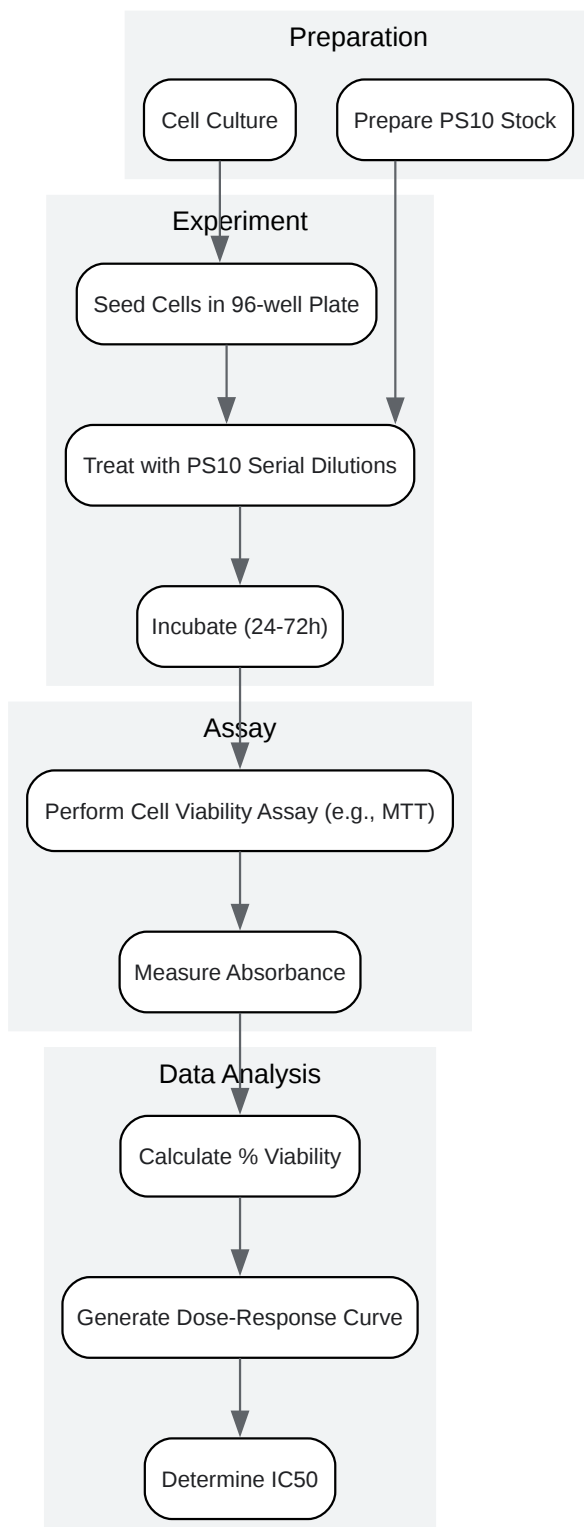 Preparation
Cell Culture
Prepare PS10 Stock
Experiment
Seed Cells in 96-well Plate
Treat with PS10 Serial Dilutions
Incubate (24-72h)
Assay
Perform Cell Viability Assay (e.g., MTT)
Measure Absorbance
Data Analysis
Calculate % Viability
Generate Dose-Response Curve
Determine IC50